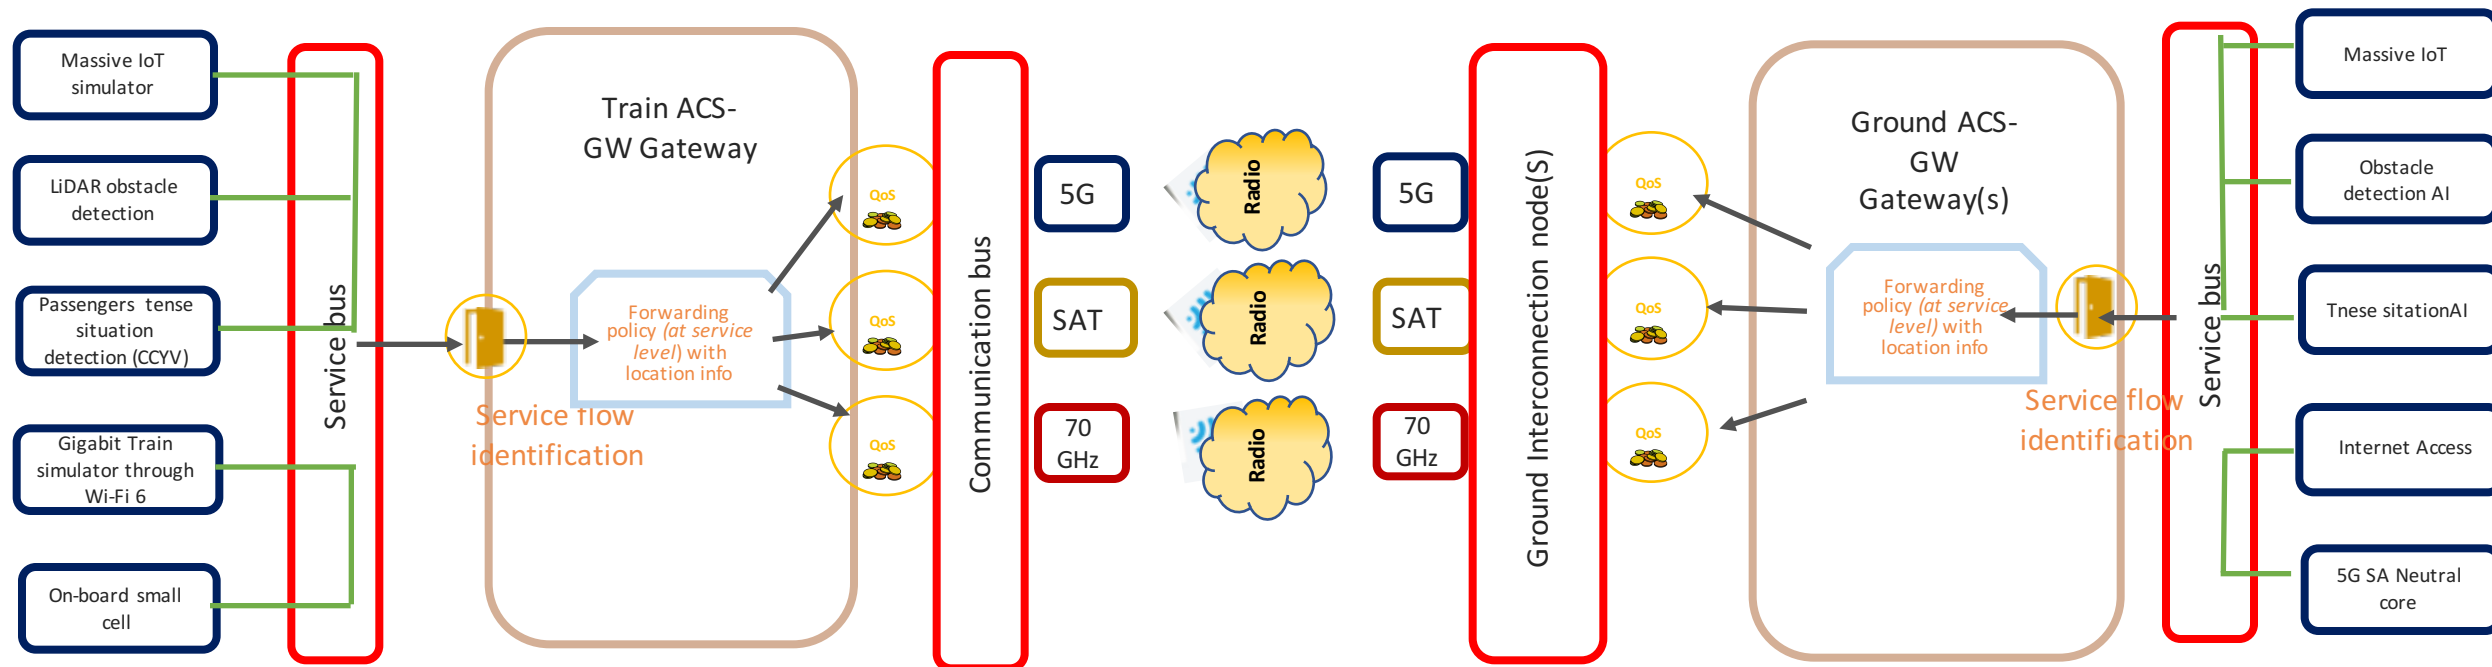 Massive IoT
simulator
LiDAR obstacle
detection
Passengers tense
situation
detection (CCYV)
Gigabit Train
simulator through
Wi-Fi 6
On-board small
cell
Service bus
Train ACS-
GW Gateway
Service flow
identification
Forwarding
policy (at service
level) with
location info
QoS
QoS
QoS
Communication bus
5G
SAT
70
GHz
Radio
Radio
Radio
5G
SAT
70
GHz
Ground Interconnection node(S)
QoS
QoS
QoS
Ground ACS-
GW
Gateway(s)
Forwarding
policy (at service
level) with
location info
Service flow
identification
Service bus
Massive IoT
Obstacle
detection AI
Tnese sitationAI
Internet Access
5G SA Neutral
core